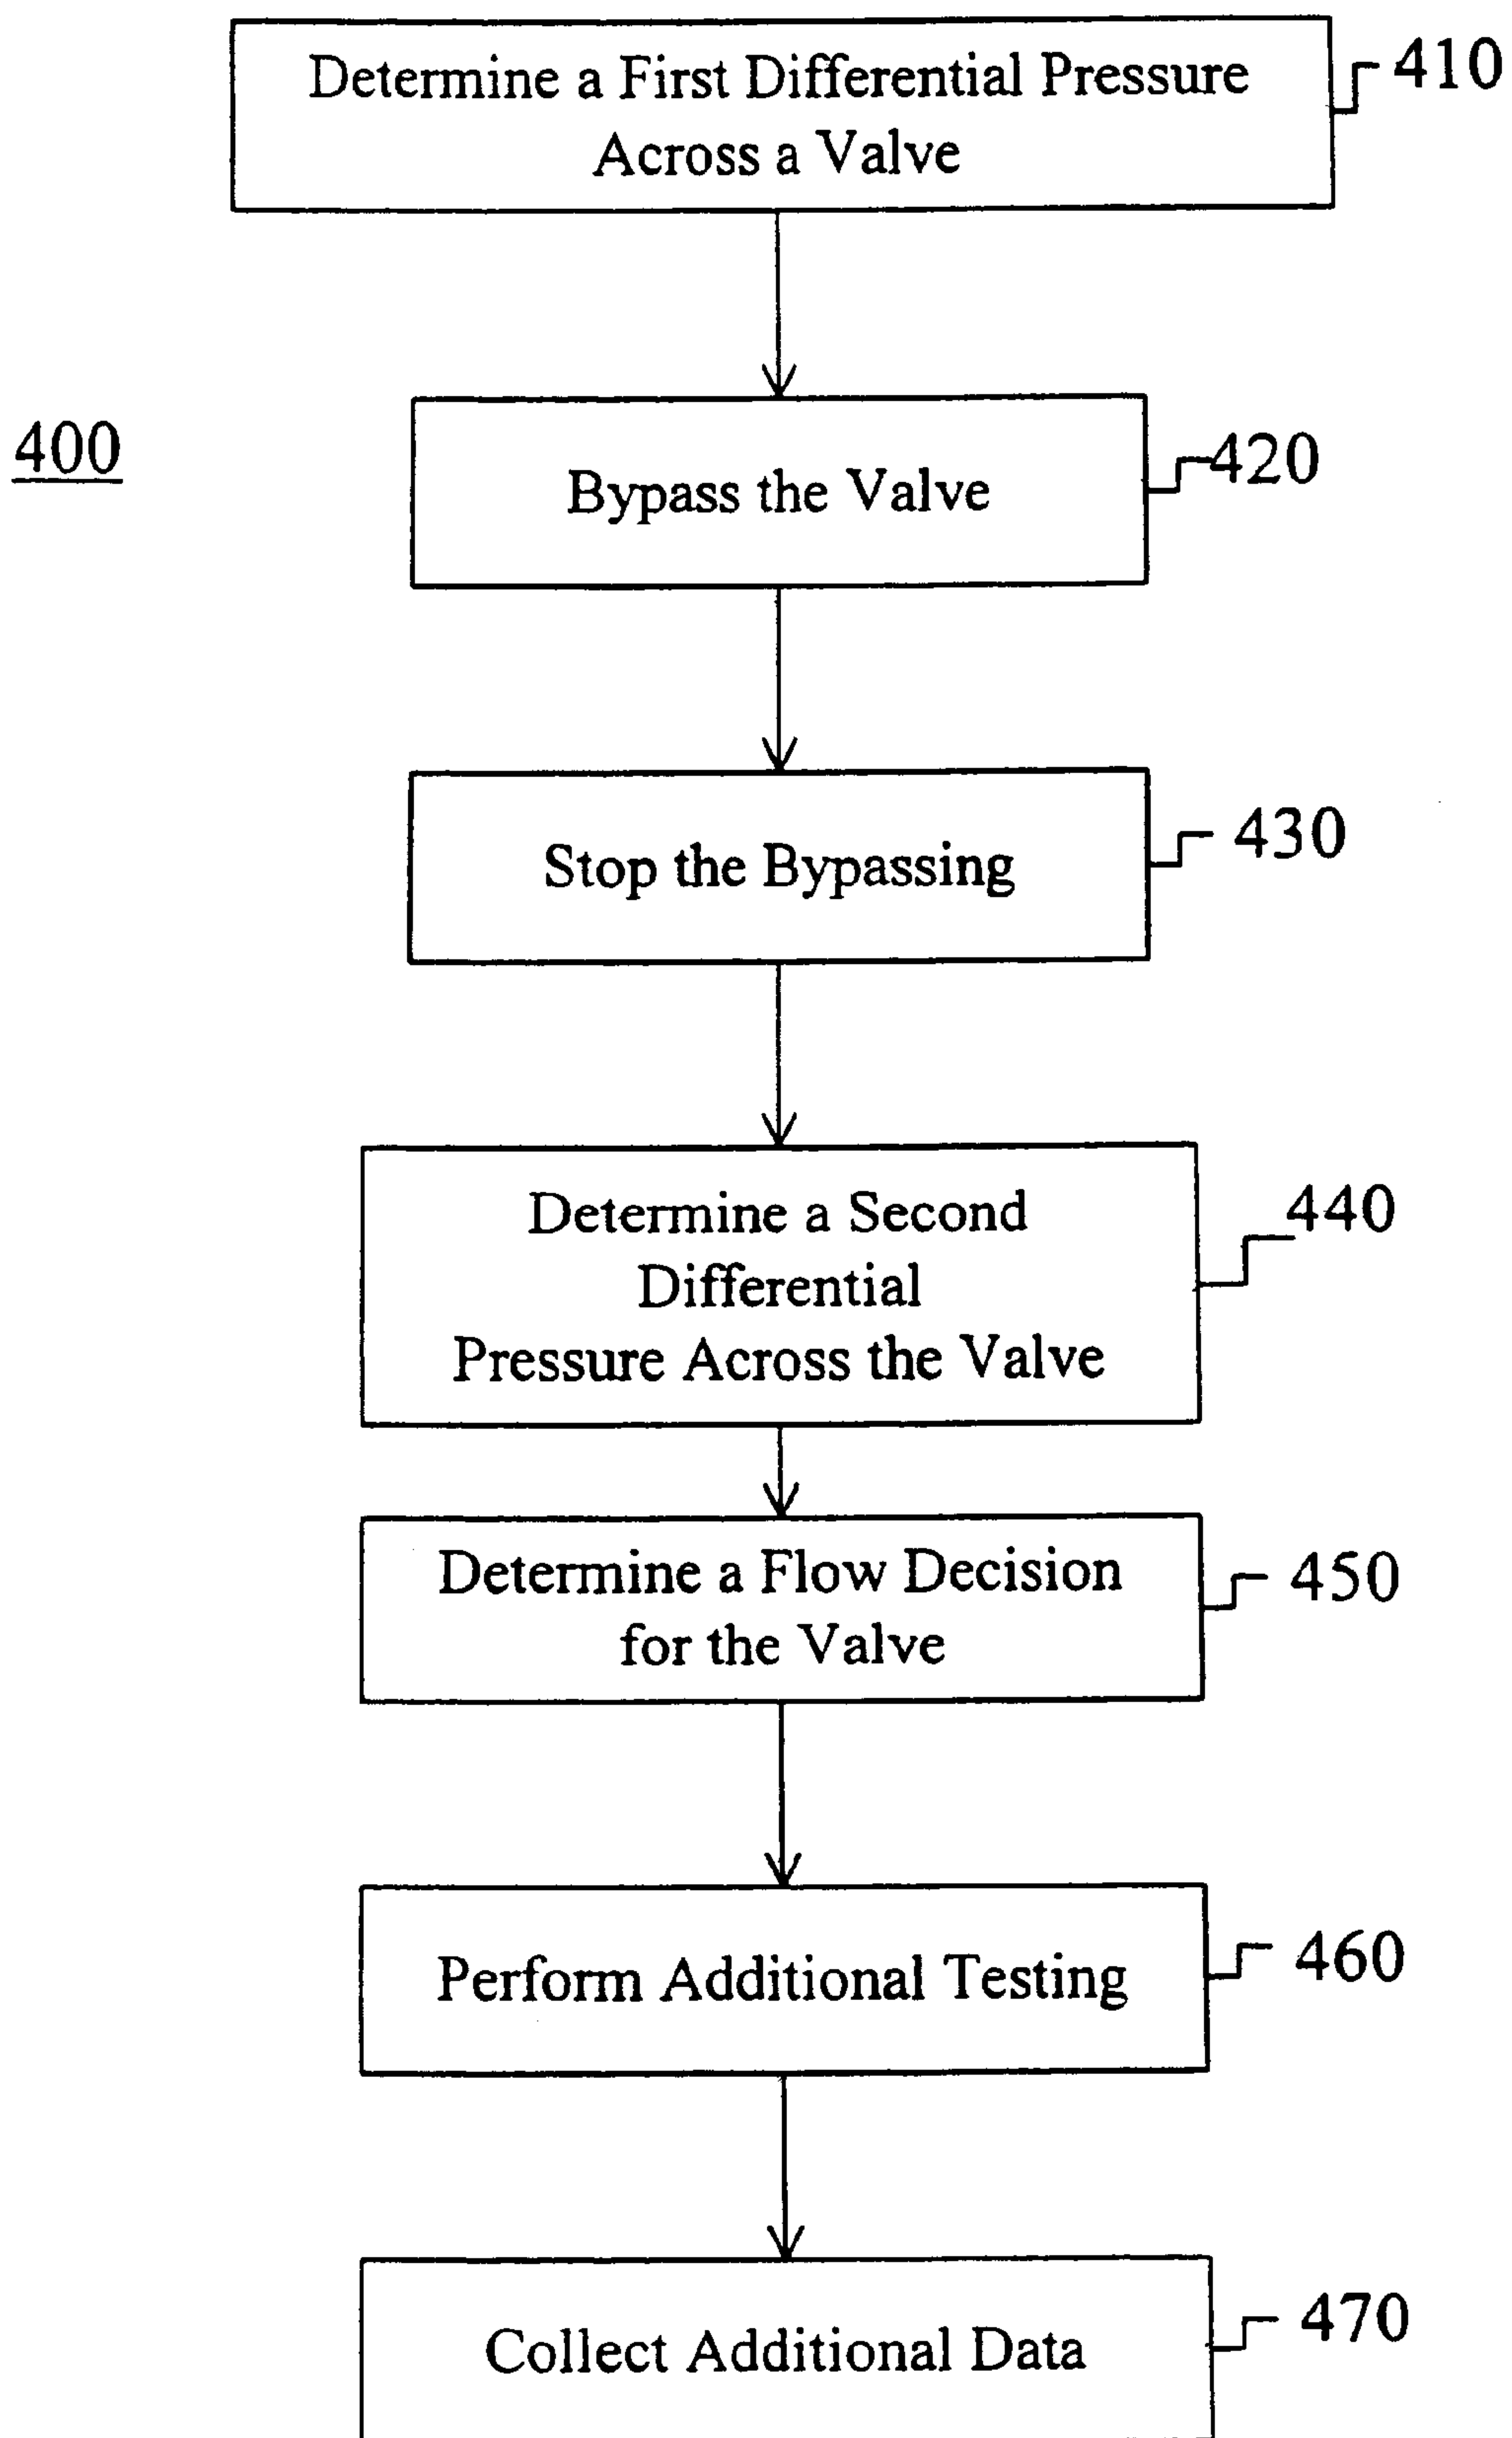 Determine a First Differential Pressure
Across a Valve
410
400
Bypass the Valve
420
Stop the Bypassing
430
Determine a Second
Differential
Pressure Across the Valve
440
Determine a Flow Decision
for the Valve
450
Perform Additional Testing
460
Collect Additional Data
470